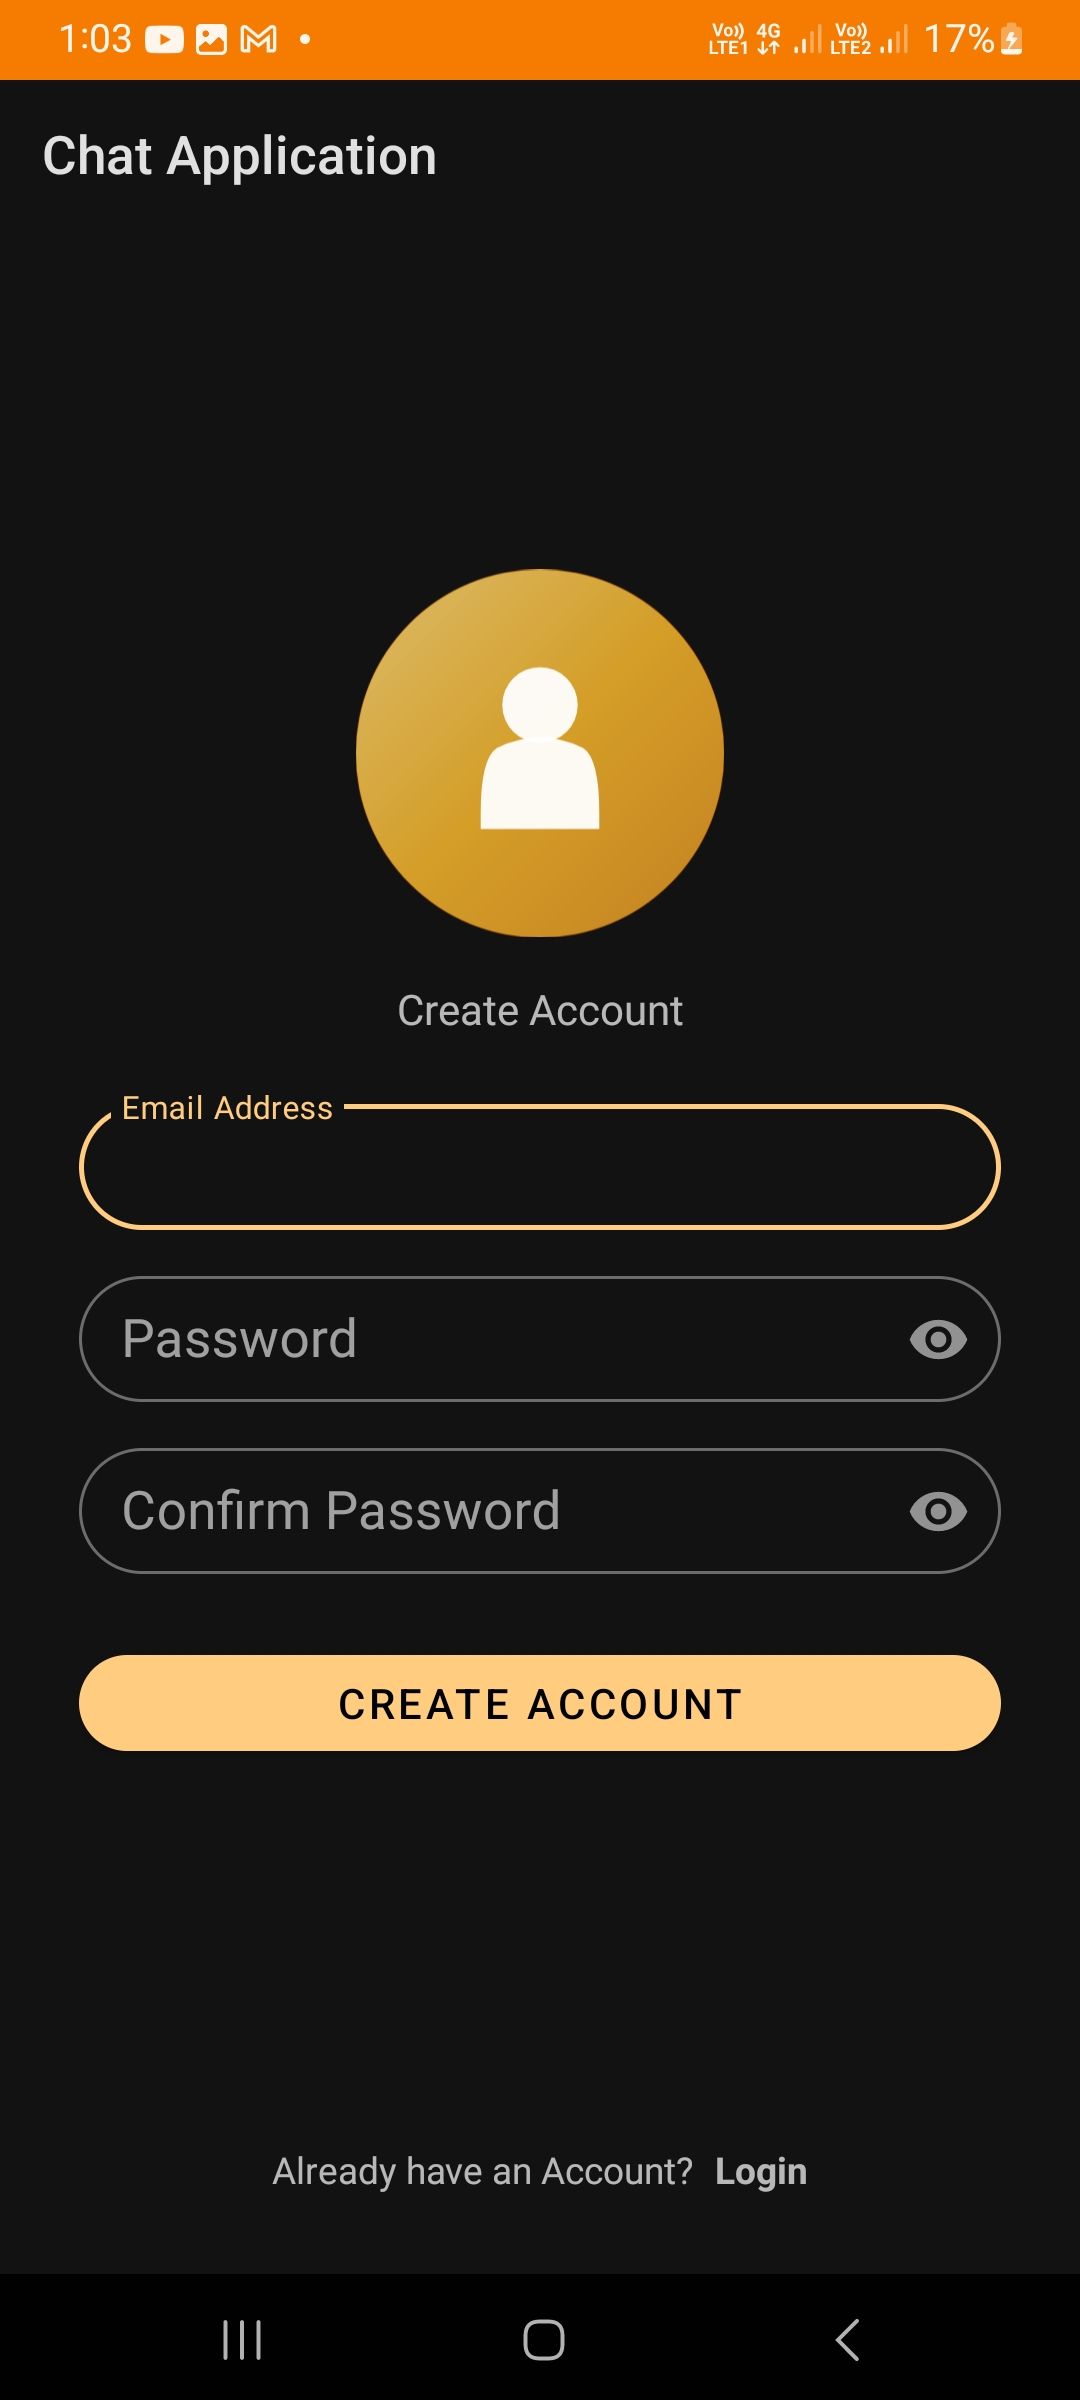 1:03 Vo)) LTE1 4G Vo)) LTE2 17%
Chat Application
Create Account
Email Address
Password
Confirm Password
CREATE ACCOUNT
Already have an Account? Login